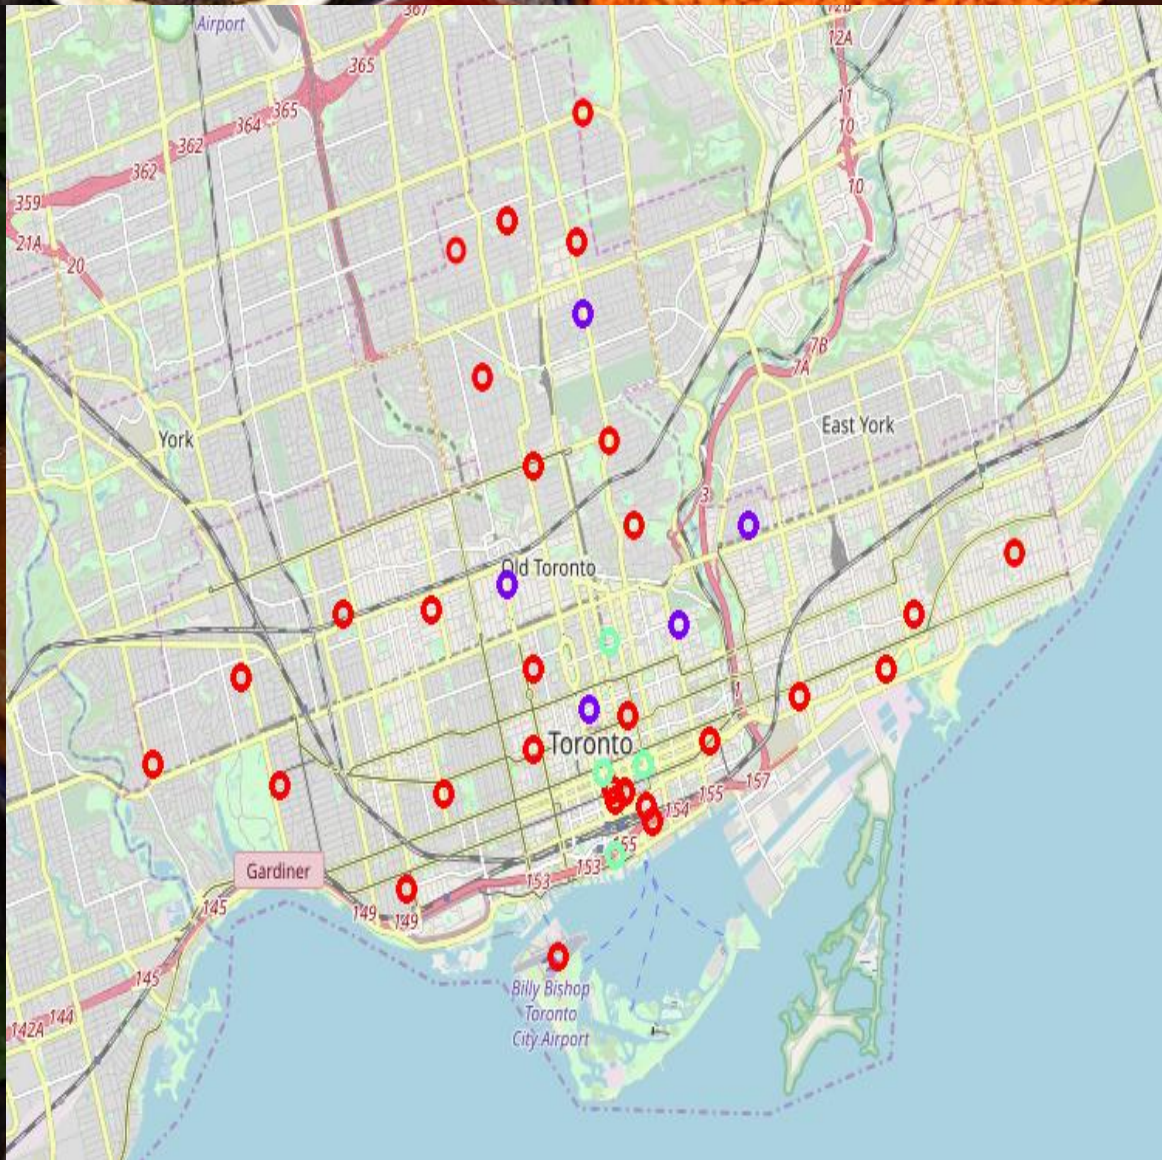 Airport
367
12B
12A
365
365
364
362
362
359
21A
20
11
10
10
7B
7A
York
East York
3
Old Toronto
1
Toronto
157
155
154
155
153
153
Gardiner
149
149
145
145
144
142A
Billy Bishop
Toronto
City Airport